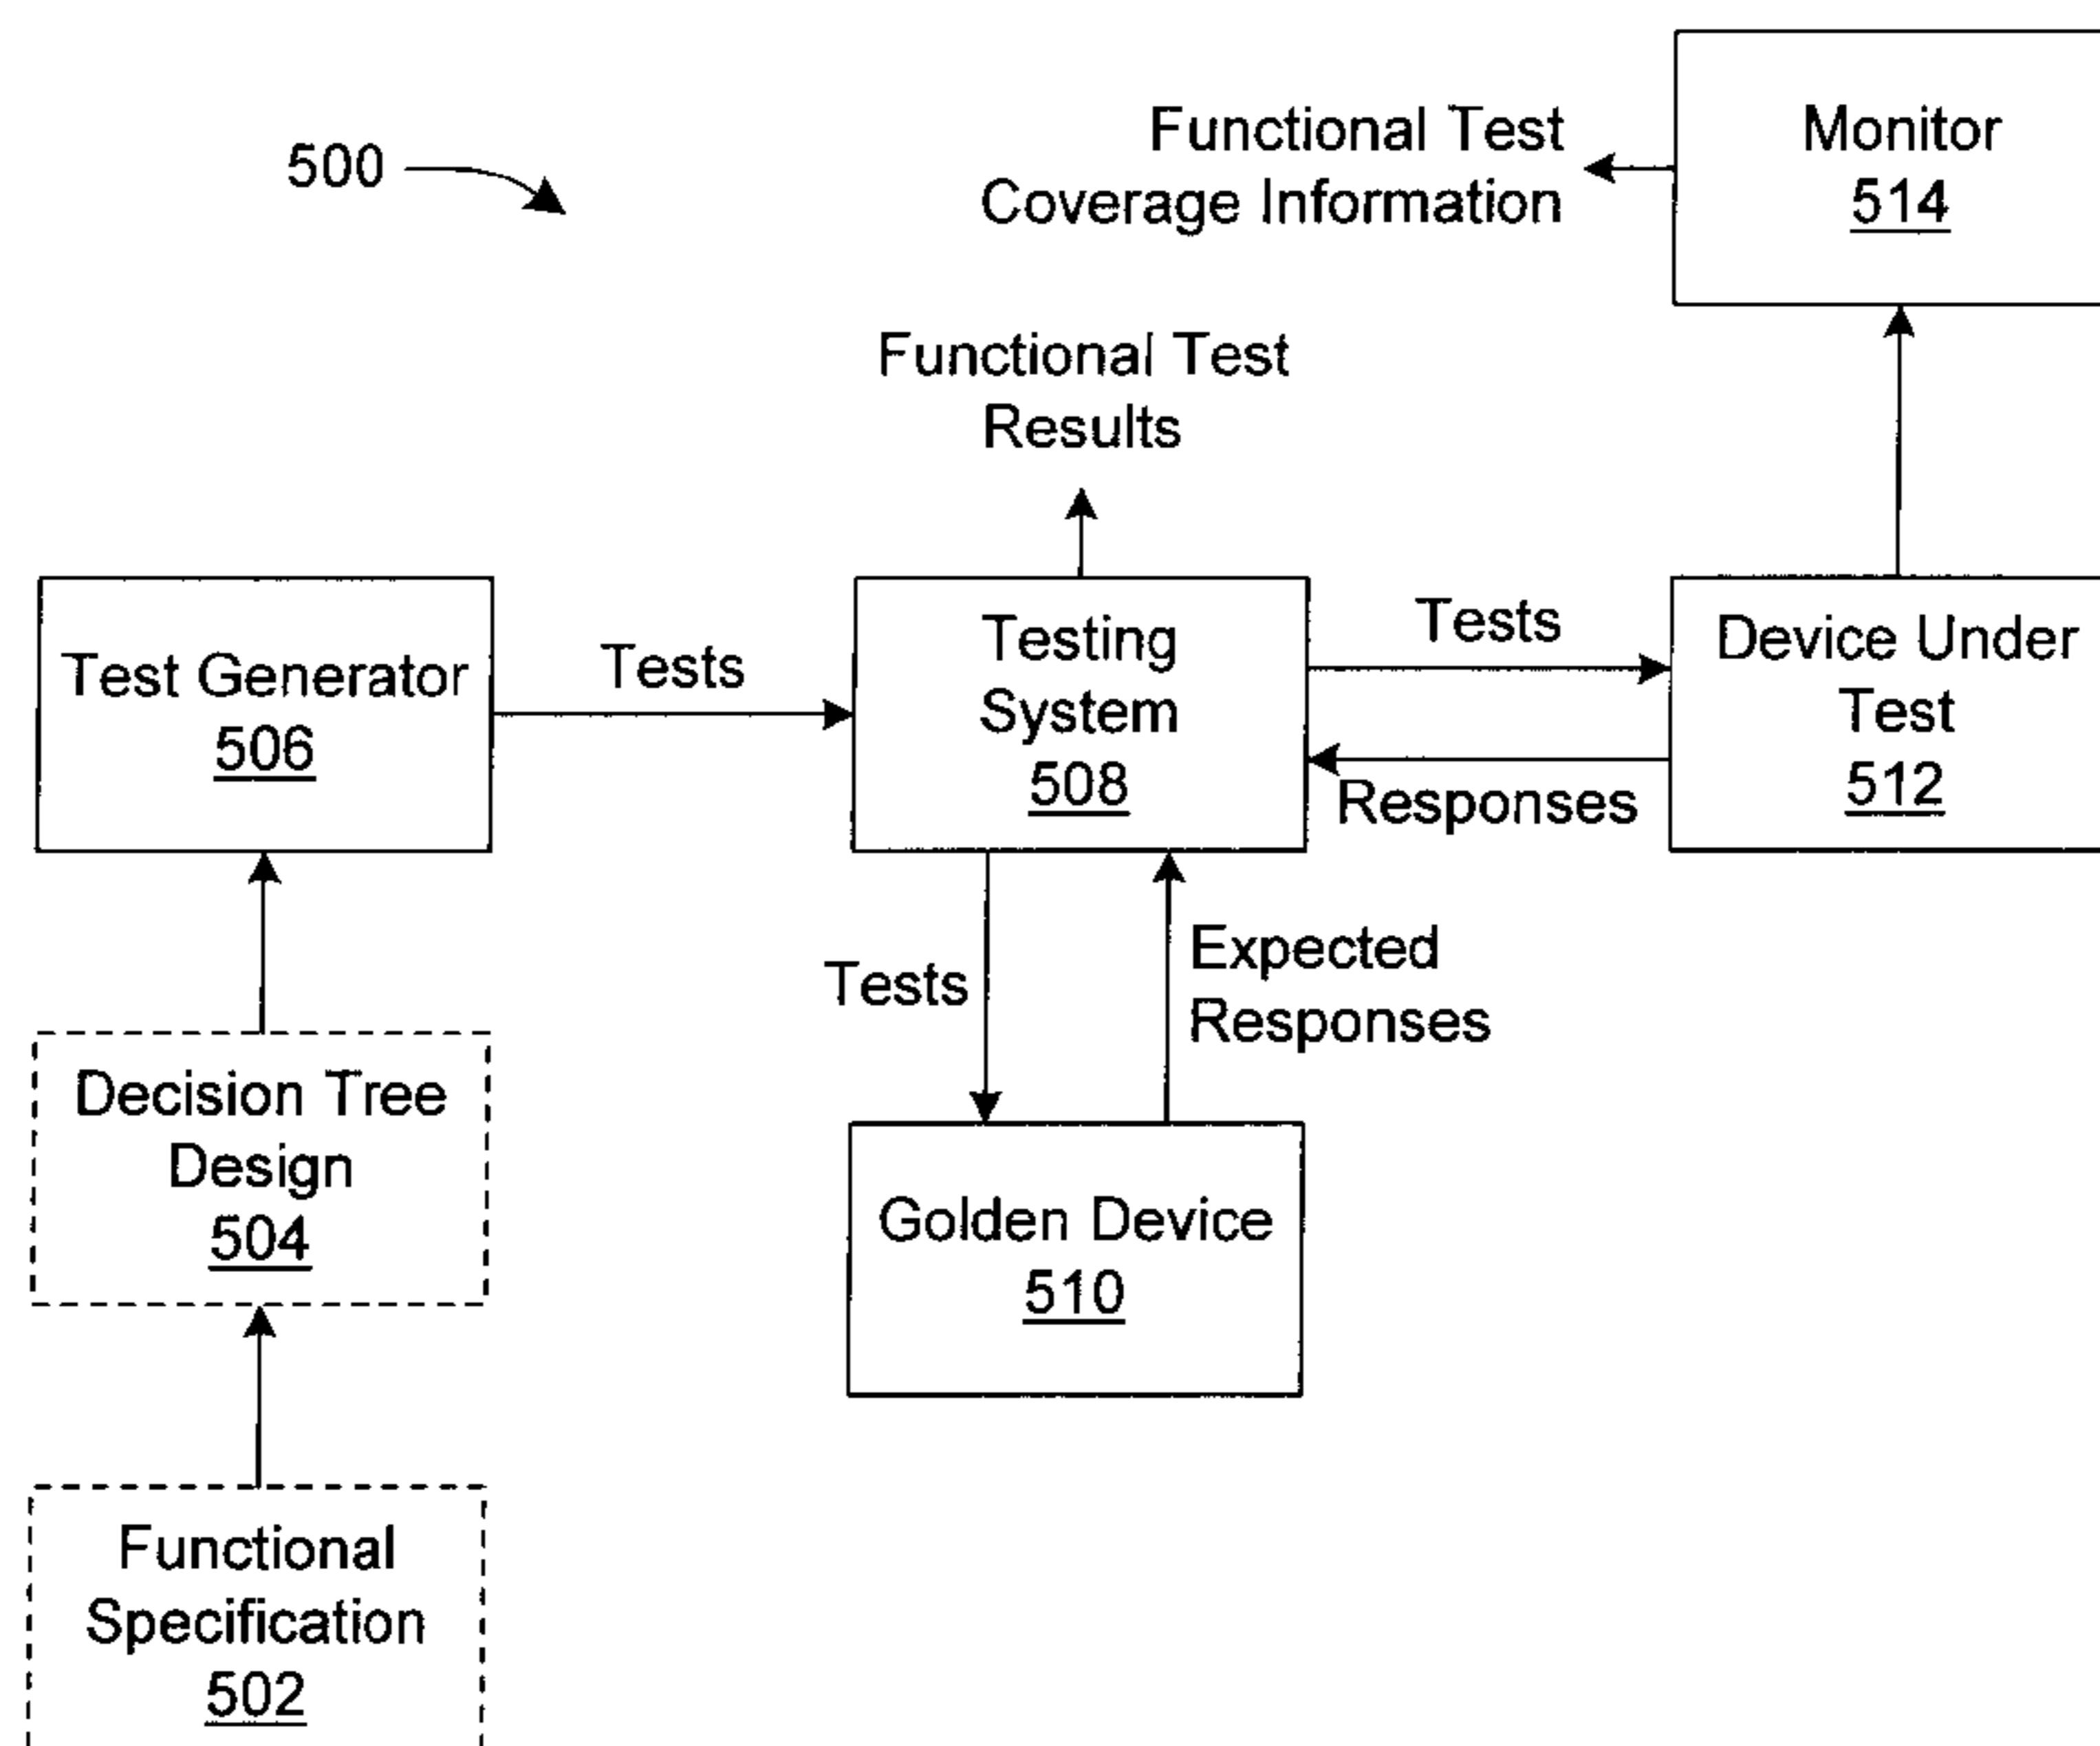 Monitor
514
Functional Test
Coverage Information
500
Functional Test
Results
Test Generator
506
Tests
Testing
System
508
Tests
Responses
Device Under
Test
512
Tests
Expected
Responses
Decision Tree
Design
504
Golden Device
510
Functional
Specification
502